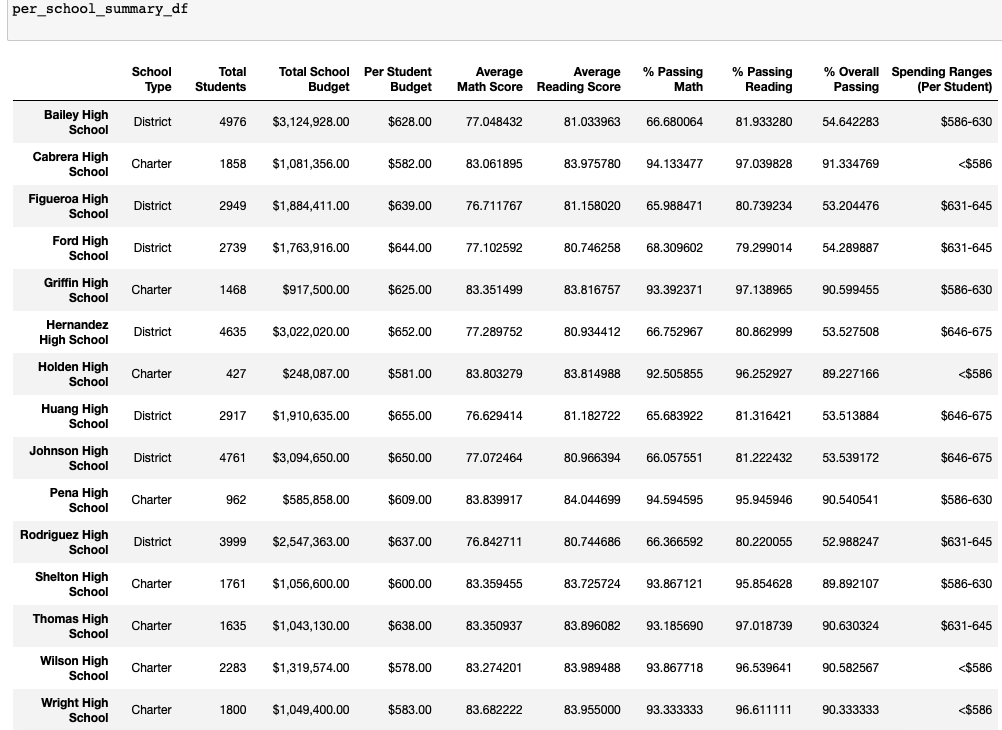 per_school_summary_df
School Type Total Students Total School Budget Per Student Budget Average Math Score Average Reading Score % Passing Math % Passing Reading % Overall Passing Spending Ranges (Per Student)
Bailey High School District 4976 $3,124,928.00 $628.00 77.048432 81.033963 66.680064 81.933280 54.642283 $586-630
Cabrera High School Charter 1858 $1,081,356.00 $582.00 83.061895 83.975780 94.133477 97.039828 91.334769 <$586
Figueroa High School District 2949 $1,884,411.00 $639.00 76.711767 81.158020 65.988471 80.739234 53.204476 $631-645
Ford High School District 2739 $1,763,916.00 $644.00 77.102592 80.746258 68.309602 79.299014 54.289887 $631-645
Griffin High School Charter 1468 $917,500.00 $625.00 83.351499 83.816757 93.392371 97.138965 90.599455 $586-630
Hernandez High School District 4635 $3,022,020.00 $652.00 77.289752 80.934412 66.752967 80.862999 53.527508 $646-675
Holden High School Charter 427 $248,087.00 $581.00 83.803279 83.814988 92.505855 96.252927 89.227166 <$586
Huang High School District 2917 $1,910,635.00 $655.00 76.629414 81.182722 65.683922 81.316421 53.513884 $646-675
Johnson High School District 4761 $3,094,650.00 $650.00 77.072464 80.966394 66.057551 81.222432 53.539172 $646-675
Pena High School Charter 962 $585,858.00 $609.00 83.839917 84.044699 94.594595 95.945946 90.540541 $586-630
Rodriguez High School District 3999 $2,547,363.00 $637.00 76.842711 80.744686 66.366592 80.220055 52.988247 $631-645
Shelton High School Charter 1761 $1,056,600.00 $600.00 83.359455 83.725724 93.867121 95.854628 89.892107 $586-630
Thomas High School Charter 1635 $1,043,130.00 $638.00 83.350937 83.896082 93.185690 97.018739 90.630324 $631-645
Wilson High School Charter 2283 $1,319,574.00 $578.00 83.274201 83.989488 93.867718 96.539641 90.582567 <$586
Wright High School Charter 1800 $1,049,400.00 $583.00 83.682222 83.955000 93.333333 96.611111 90.333333 <$586